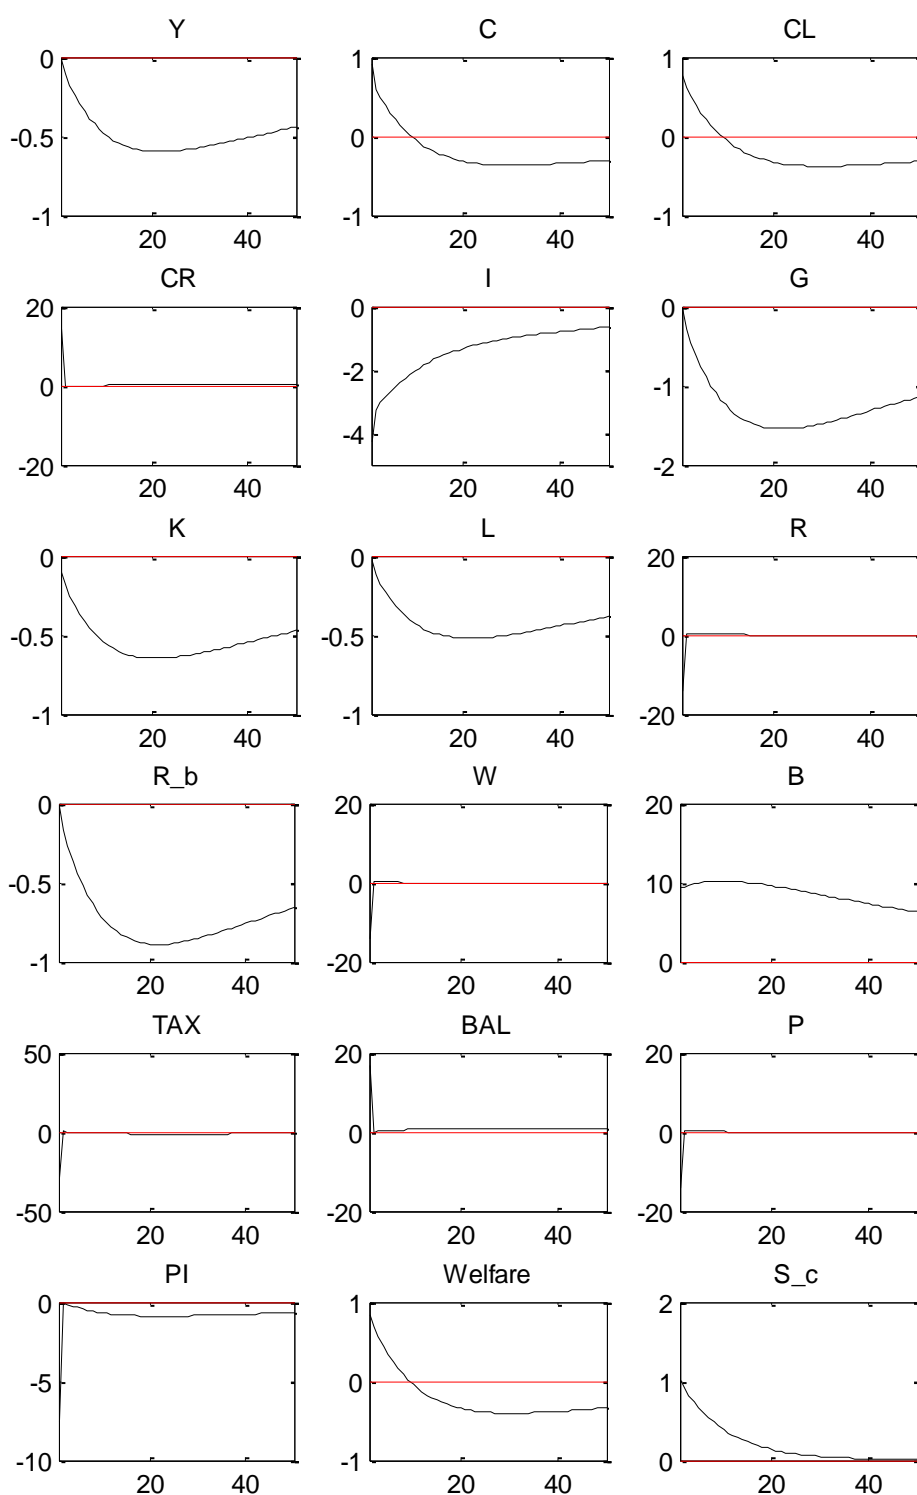 Y C CL
0 1 1
-0.5 0 0
-1 -1 -1
20 40 20 40 20 40
CR I G
20 0 0
0 -2 -1
-20 -4 -2
20 40 20 40 20 40
K L R
0 0 20
-0.5 -0.5 0
-1 -1 -20
20 40 20 40 20 40
R_b W B
0 20 20
-0.5 0 10
-1 -20 0
20 40 20 40 20 40
TAX BAL P
50 20 20
0 0 0
-50 -20 -20
20 40 20 40 20 40
PI Welfare S_c
0 1 2
-5 0 1
-10 -1 0
20 40 20 40 20 40